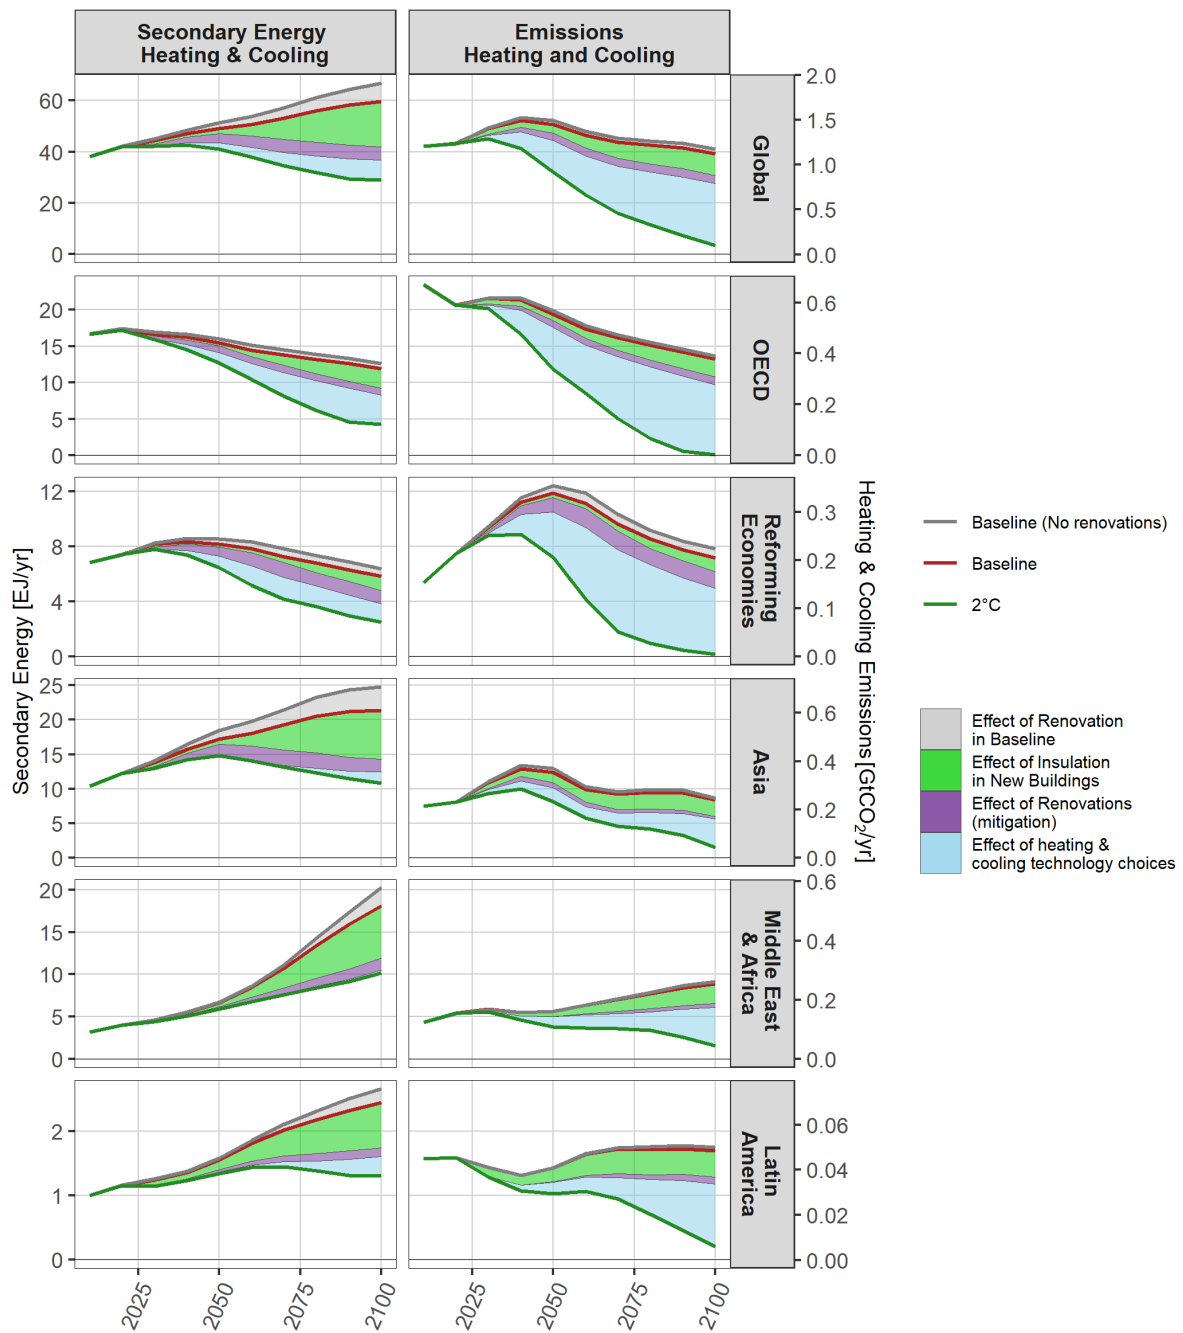 Secondary Energy
Heating & Cooling
Emissions
Heating and Cooling
60
40
20
0
2.0
1.5
1.0
0.5
0.0
Global
20
15
10
5
0
0.6
0.4
0.2
0.0
OECD
12
8
4
0
0.3
0.2
0.1
0.0
Reforming
Economies
25
20
15
10
5
0
0.6
0.4
0.2
0.0
Asia
20
15
10
5
0
0.6
0.4
0.2
0.0
Middle East
& Africa
2
1
0
0.06
0.04
0.02
0.00
Latin
America
2025
2050
2075
2100
2025
2050
2075
2100
Secondary Energy [EJ/yr]
Heating & Cooling Emissions [GtCO₂/yr]
Baseline (No renovations)
Baseline
2°C
Effect of Renovation
in Baseline
Effect of Insulation
in New Buildings
Effect of Renovations
(mitigation)
Effect of heating &
cooling technology choices